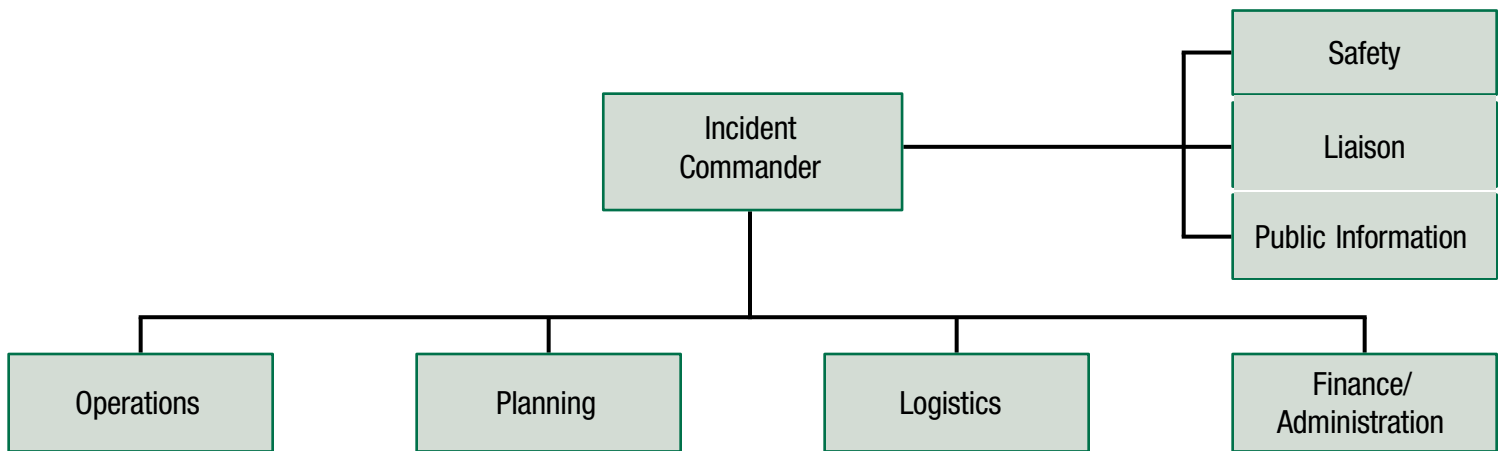 Safety
Incident
Commander
Liaison
Public Information
Operations
Planning
Logistics
Finance/
Administration